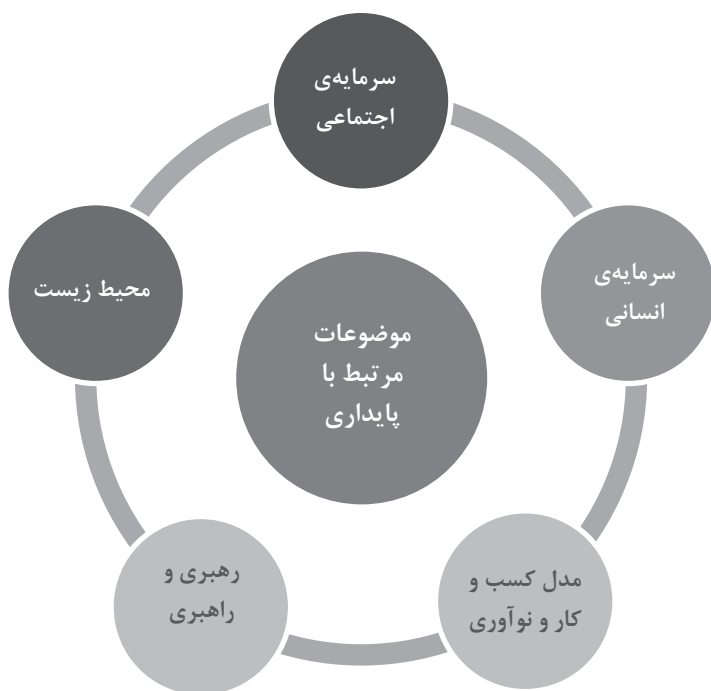 سرمایه‌ی
اجتماعی
سرمایه‌ی
انسانی
محیط زیست
موضوعات
مرتبط با
پایداری
مدل کسب و
کار و نوآوری
رهبری و
راهبری